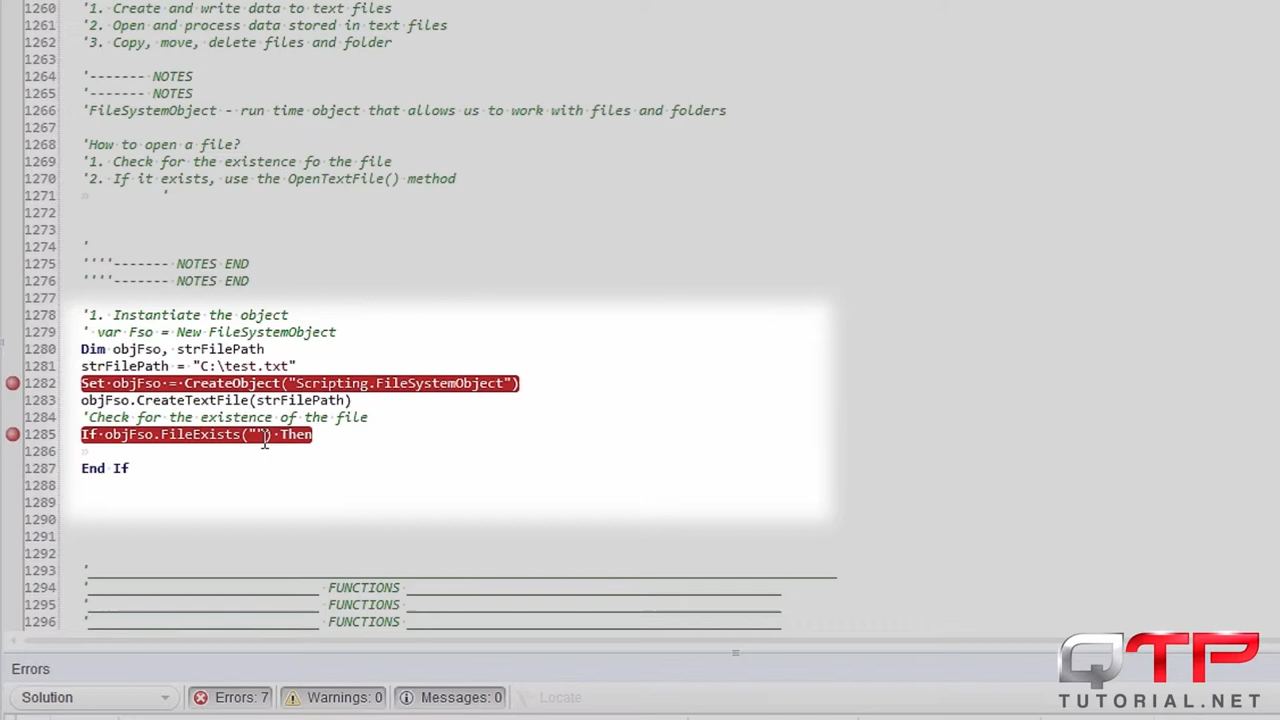 1260 '1. Create and write data to text files
1261 '2. Open and process data stored in text files
1262 '3. Copy, move, delete files and folder
1263
1264 '------- NOTES
1265 '------- NOTES
1266 'FileSystemObject - run time object that allows us to work with files and folders
1267
1268 'How to open a file?
1269 '1. Check for the existence fo the file
1270 '2. If it exists, use the OpenTextFile() method
1271 '
1272
1273
1274 '
1275 ''''------- NOTES END
1276 ''''------- NOTES END
1277
1278 '1. Instantiate the object
1279 ' var Fso = New FileSystemObject
1280 Dim objFso, strFilePath
1281 strFilePath = "C:\test.txt"
1282 Set objFso = CreateObject("Scripting.FileSystemObject")
1283 objFso.CreateTextFile(strFilePath)
1284 'Check for the existence of the file
1285 If objFso.FileExists("") Then
1286
1287 End If
1288
1289
1290
1291
1292
1293 '
1294 '______________________________ FUNCTIONS ________________________________________________
1295 '______________________________ FUNCTIONS ________________________________________________
1296 '______________________________ FUNCTIONS ________________________________________________
Errors
Solution Errors: 7 Warnings: 0 Messages: 0 Locate
QTP
TUTORIAL.NET